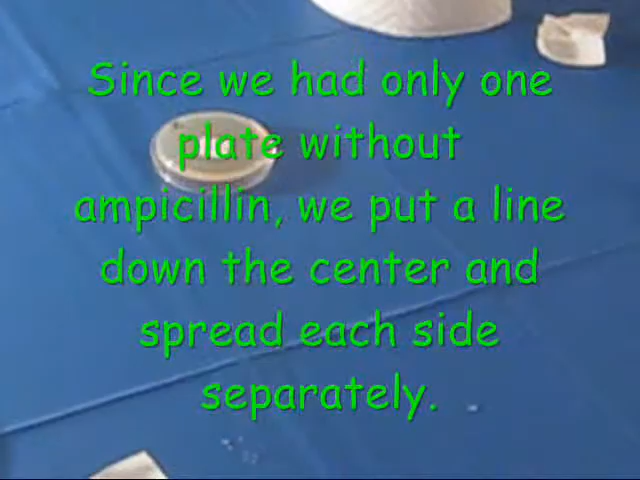 Since we had only one
plate without
ampicillin, we put a line
down the center and
spread each side
separately.